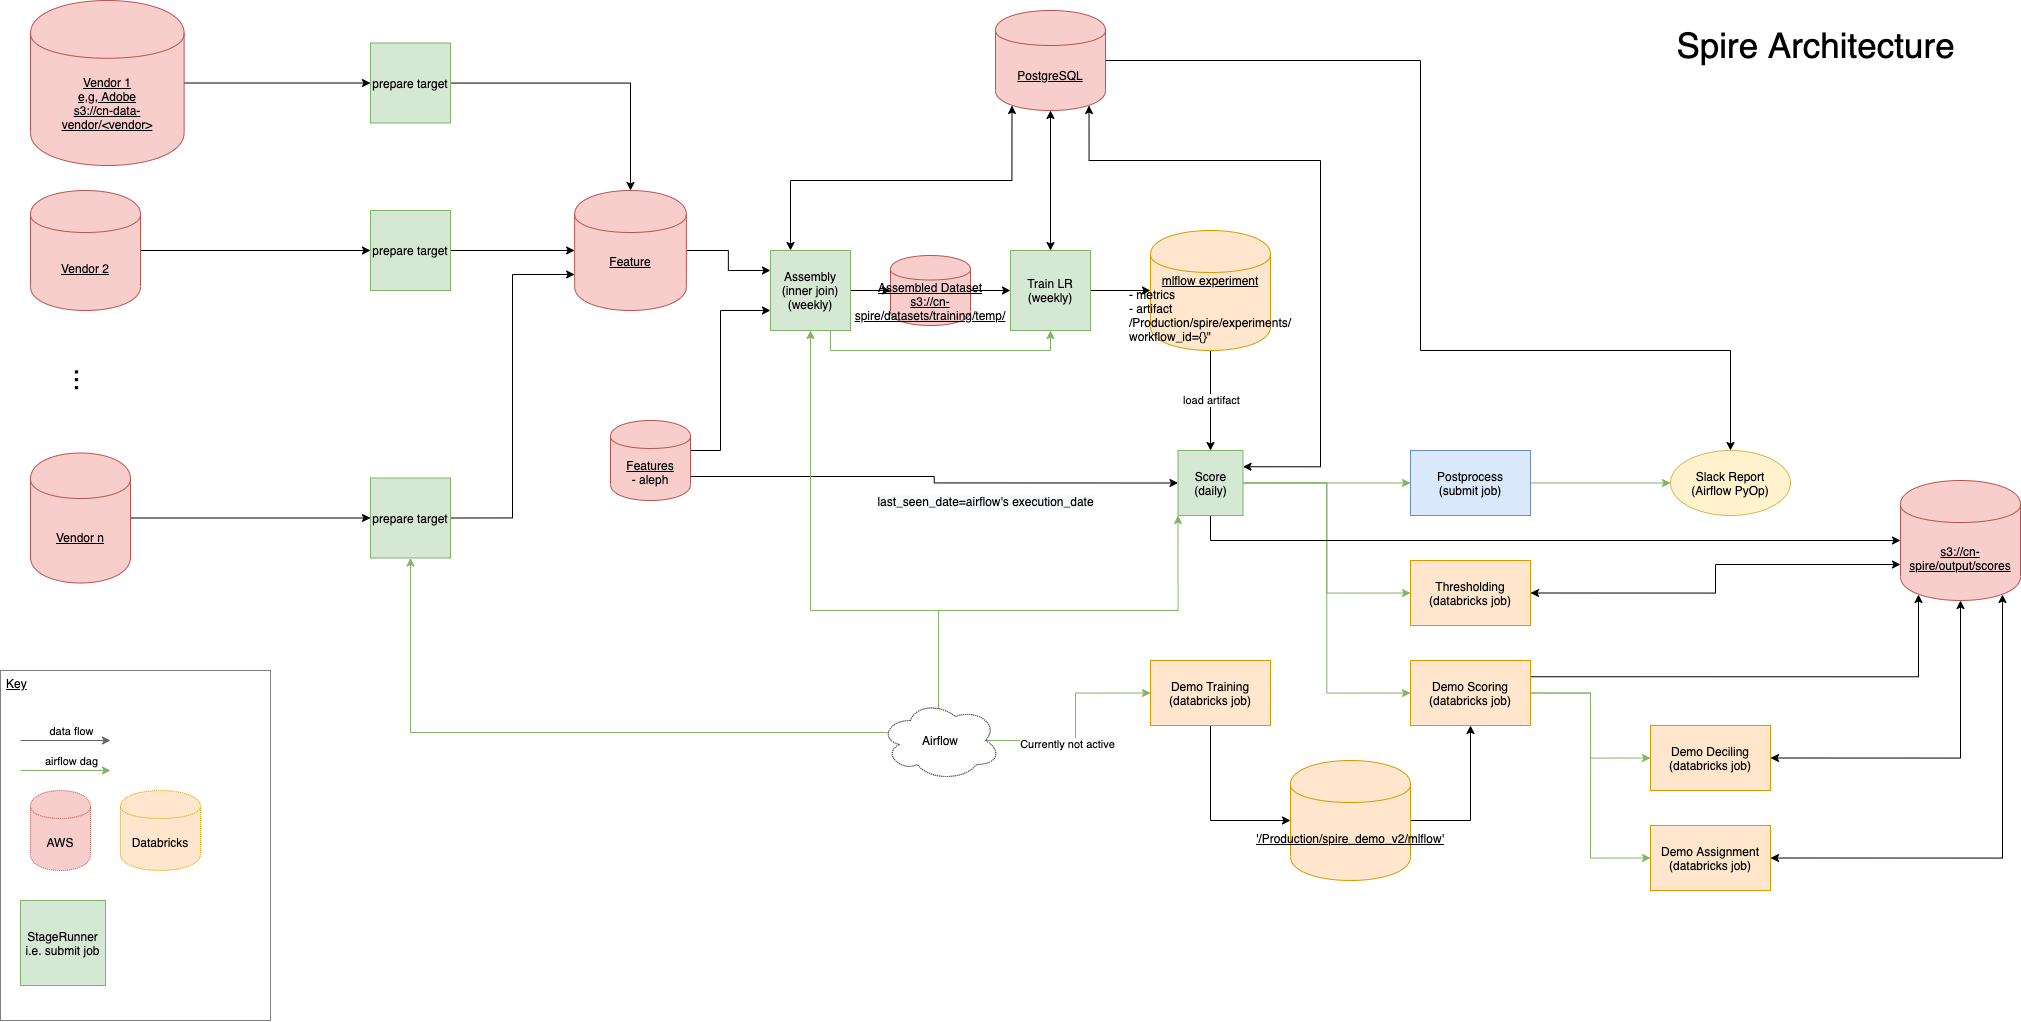 Spire Architecture
Vendor 1
e,g, Adobe
s3://cn-data-
vendor/<vendor>
prepare target
PostgreSQL
Vendor 2
prepare target
Feature
Assembly
(inner join)
(weekly)
Assembled Dataset
s3://cn-
spire/datasets/training/temp/
Train LR
(weekly)
mlflow experiment
- metrics
- artifact
/Production/spire/experiments/
workflow_id={}"
load artifact
Features
- aleph
last_seen_date=airflow's execution_date
Score
(daily)
Postprocess
(submit job)
Slack Report
(Airflow PyOp)
Vendor n
prepare target
s3://cn-
spire/output/scores
Thresholding
(databricks job)
Airflow
Currently not active
Demo Training
(databricks job)
Demo Scoring
(databricks job)
Demo Deciling
(databricks job)
'/Production/spire_demo_v2/mlflow'
Demo Assignment
(databricks job)
Key
data flow
airflow dag
AWS
Databricks
StageRunner
i.e. submit job